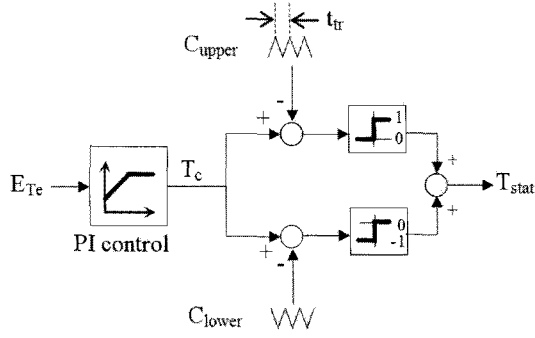 t_tr
C_upper
-
+
1
0
+
E_Te
T_c
T_stat
PI control
+
0
-1
+
-
C_lower